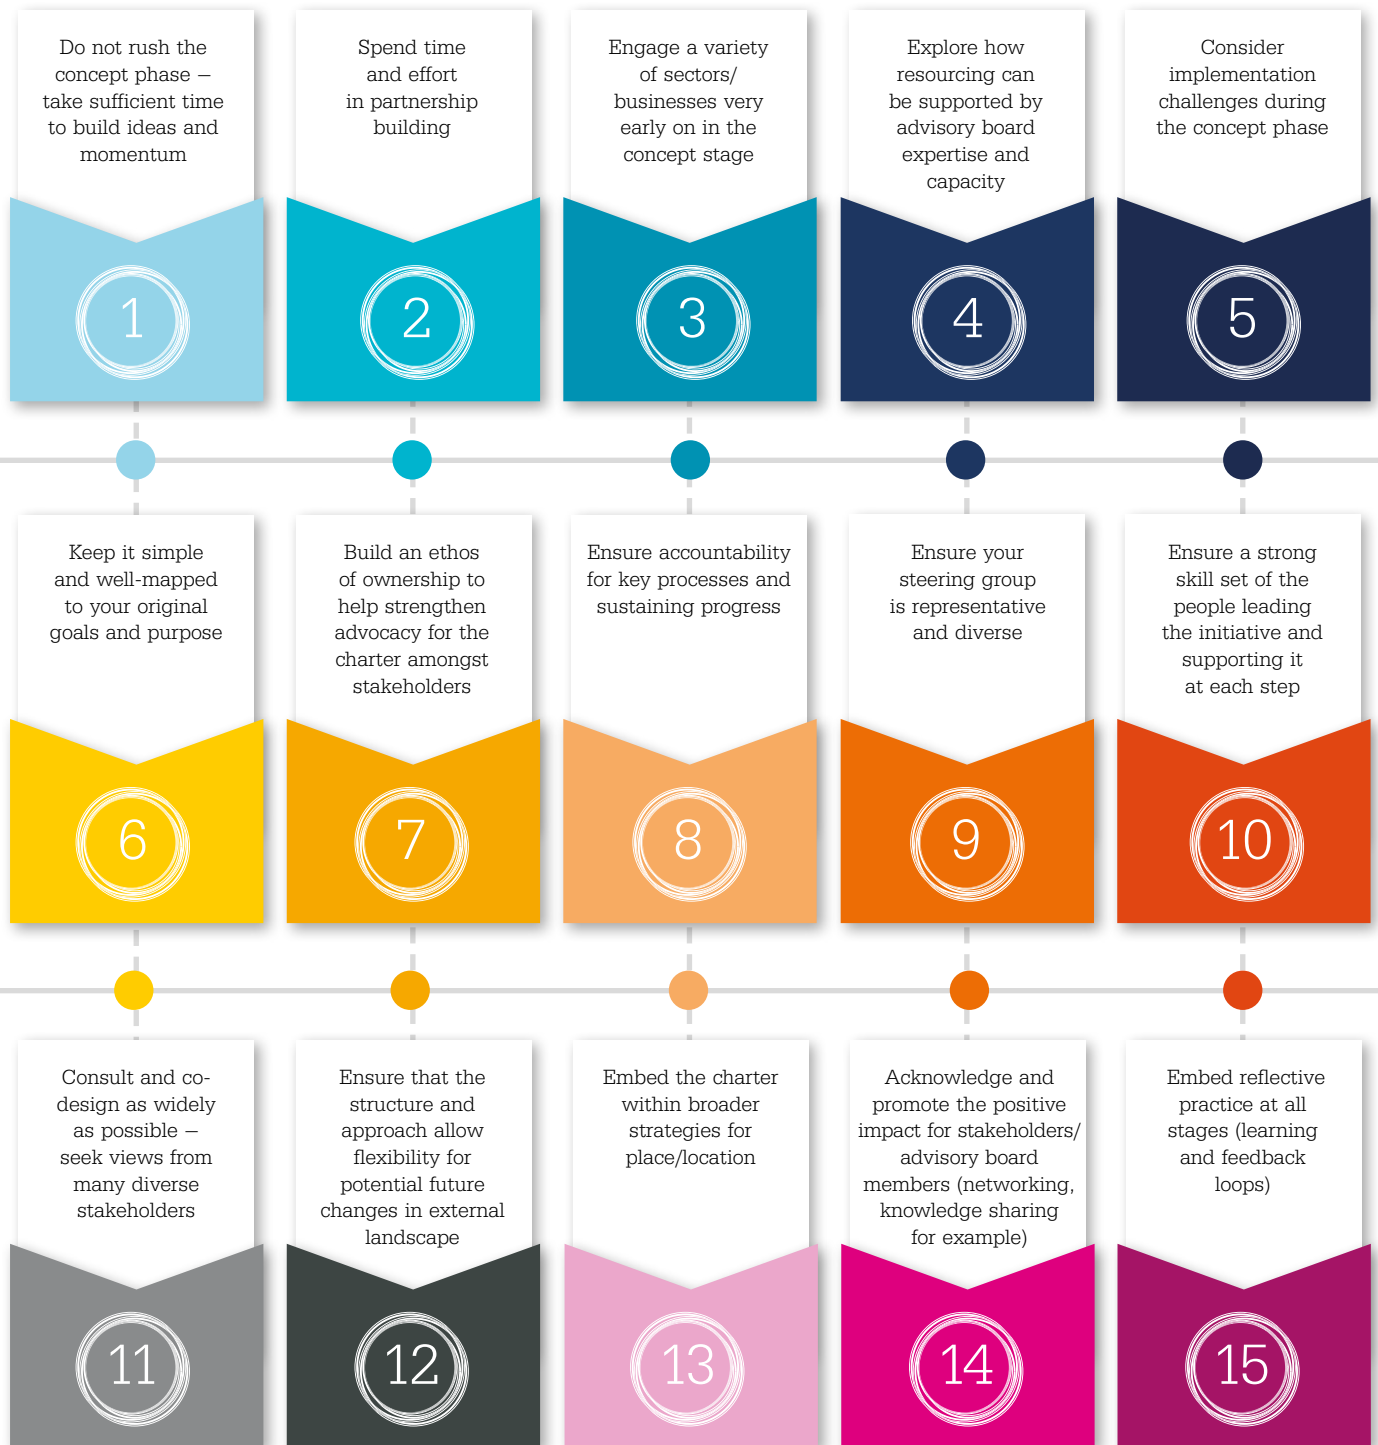 Do not rush the
concept phase –
take sufficient time
to build ideas and
momentum
1
Spend time
and effort
in partnership
building
2
Engage a variety
of sectors/
businesses very
early on in the
concept stage
3
Explore how
resourcing can
be supported by
advisory board
expertise and
capacity
4
Consider
implementation
challenges during
the concept phase
5
Keep it simple
and well-mapped
to your original
goals and purpose
6
Build an ethos
of ownership to
help strengthen
advocacy for the
charter amongst
stakeholders
7
Ensure accountability
for key processes and
sustaining progress
8
Ensure your
steering group
is representative
and diverse
9
Ensure a strong
skill set of the
people leading
the initiative and
supporting it
at each step
10
Consult and co-
design as widely
as possible –
seek views from
many diverse
stakeholders
11
Ensure that the
structure and
approach allow
flexibility for
potential future
changes in external
landscape
12
Embed the charter
within broader
strategies for
place/location
13
Acknowledge and
promote the positive
impact for stakeholders/
advisory board
members (networking,
knowledge sharing
for example)
14
Embed reflective
practice at all
stages (learning
and feedback
loops)
15